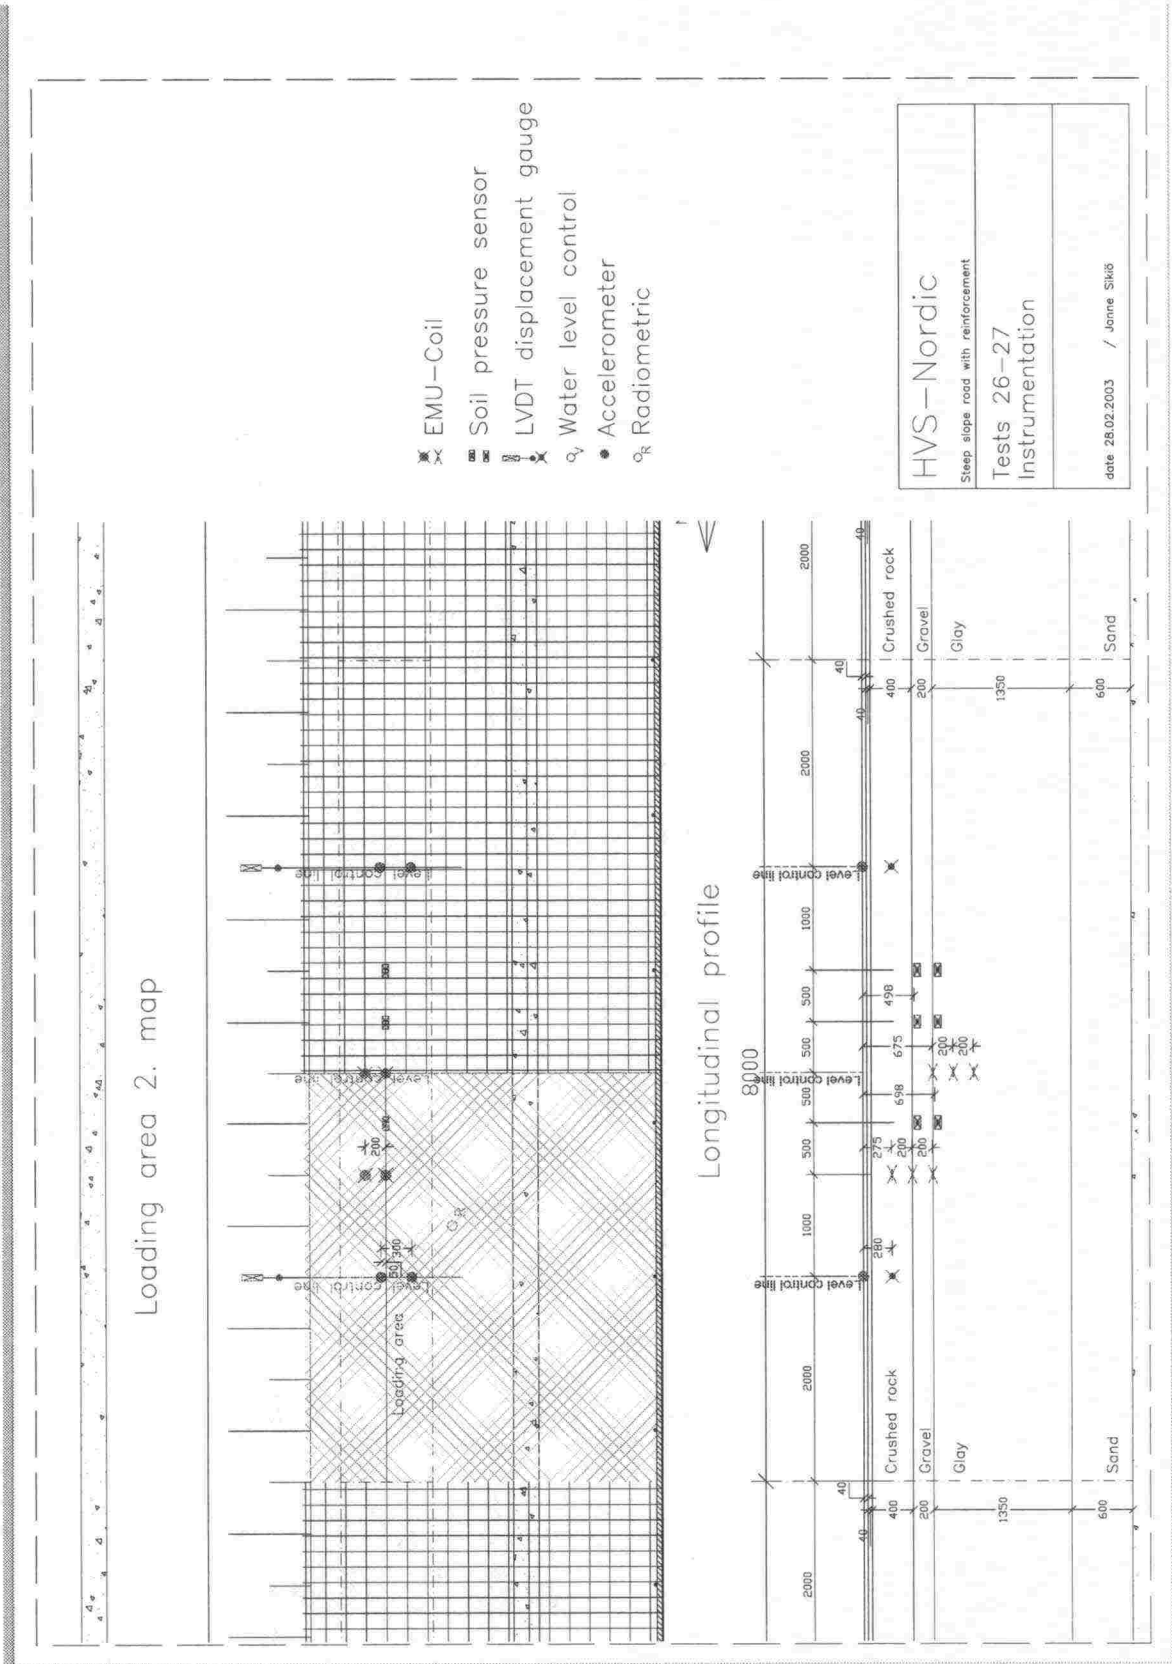 Loading area 2. map
Level control line
Level control line
Level control line
200
300
50
R
Loading area
EMU-Coil
Soil pressure sensor
LVDT displacement gauge
Water level control
Accelerometer
R Radiometric
Longitudinal profile
8000
2000
2000
1000
500
500
500
500
1000
2000
2000
Level control line
Level control line
Level control line
40
40
400
200
1350
600
Crushed rock
Gravel
Glay
Sand
280
275
200
200
698
675
200
200
498
40
40
40
400
200
1350
600
Crushed rock
Gravel
Glay
Sand
HVS-Nordic
Steep slope road with reinforcement
Tests 26-27
Instrumentation
date 28.02.2003 / Janne Sikiö